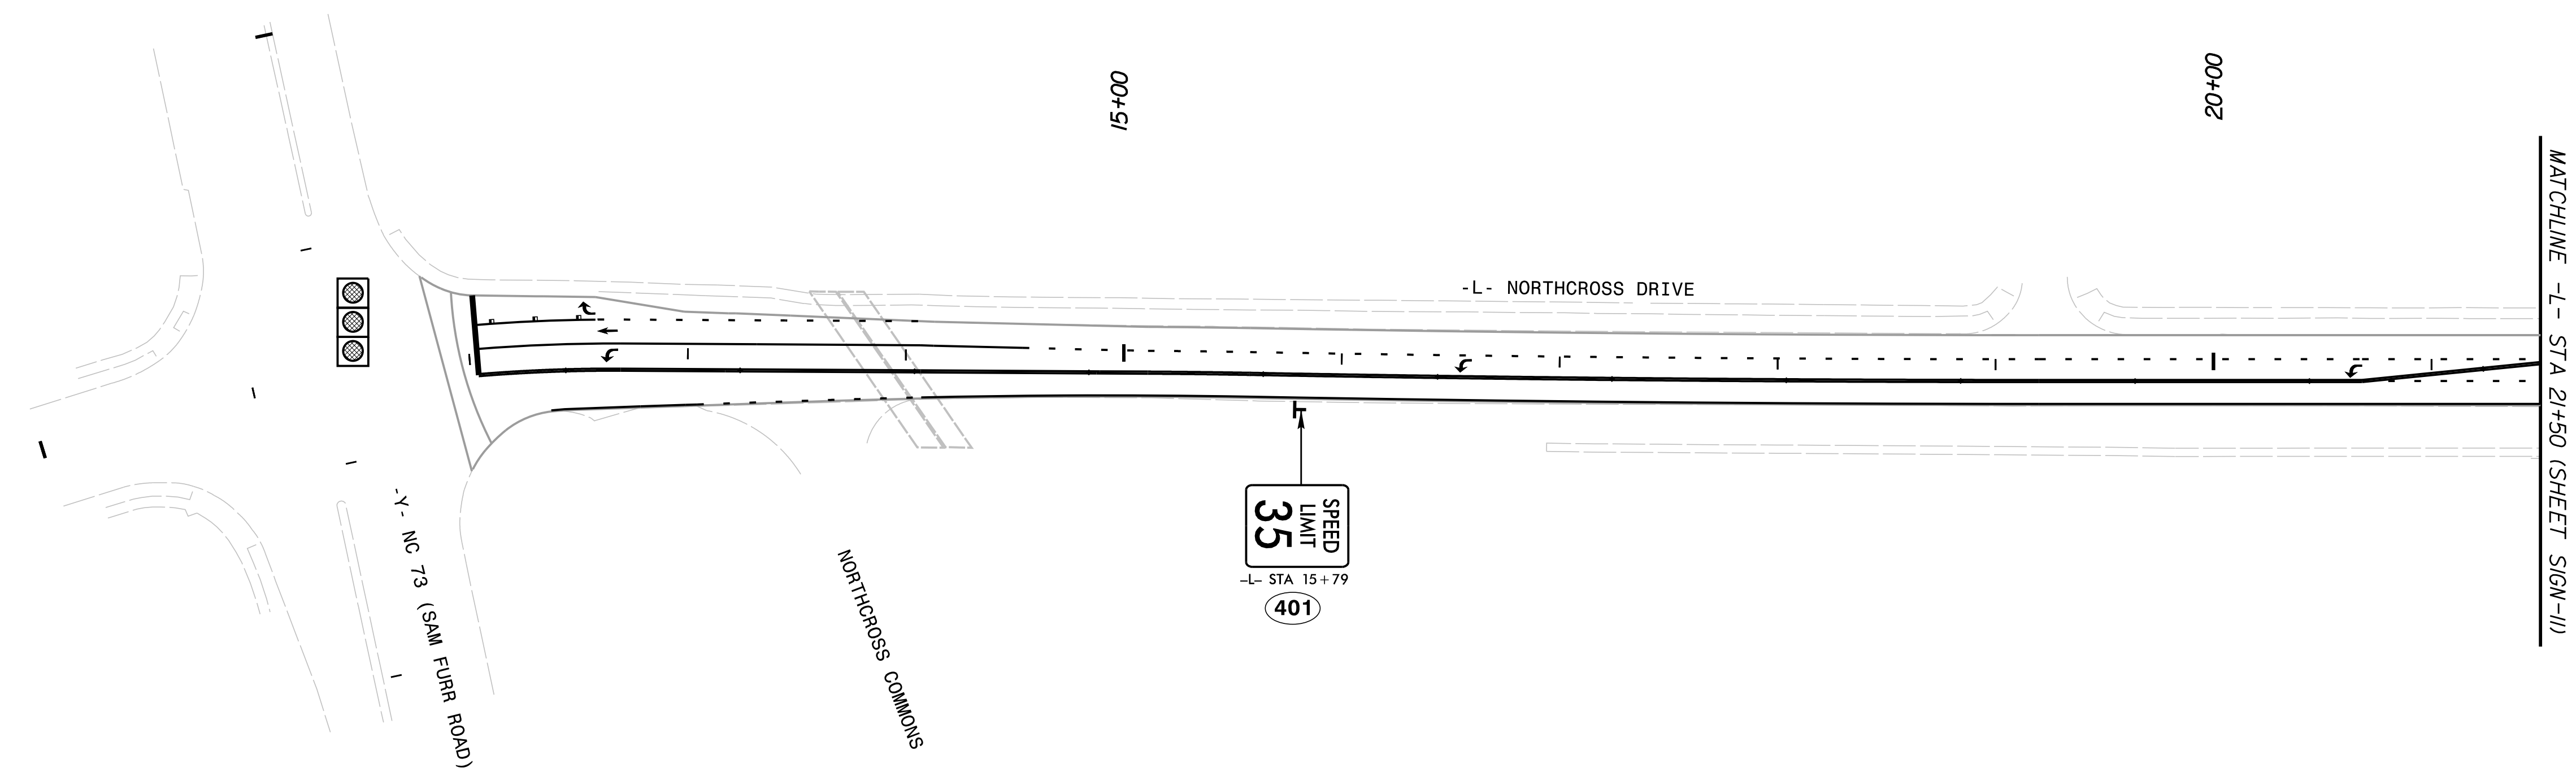 15+00
20+00
MATCHLINE -L- STA 21+50 (SHEET SIGN-11)
-L- NORTHCROSS DRIVE
SPEED
LIMIT
35
-L- STA 15+79
401
-Y- NC 73 (SAM FURR ROAD)
NORTHCROSS COMMONS